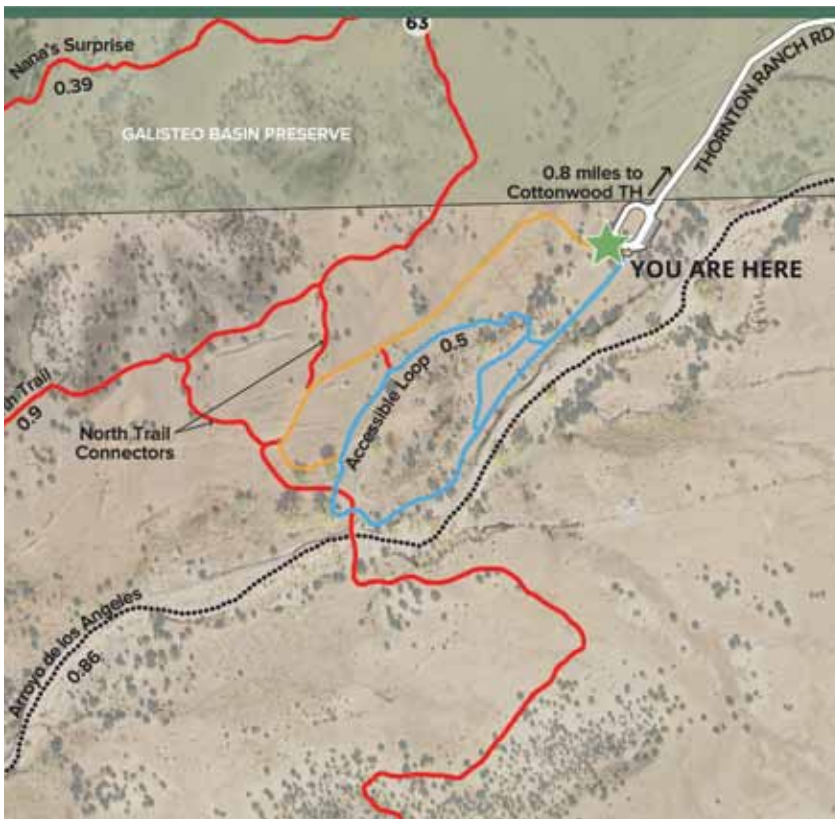 63
Nana's Surprise
0.39
GALISTEO BASIN PRESERVE
THORNTON RANCH RD
0.8 miles to
Cottonwood TH
YOU ARE HERE
Accessible Loop 0.5
Trail
0.9
North Trail
Connectors
Arroyo de los Angeles
0.86